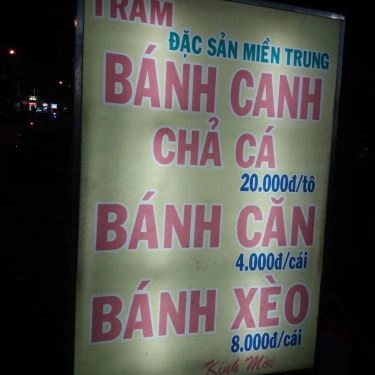 TRÂM
ĐẶC SẢN MIỀN TRUNG
BÁNH CANH
CHẢ CÁ
20.000đ/tô
BÁNH CĂN
4.000đ/cái
BÁNH XÈO
8.000đ/cái
Kính Mời